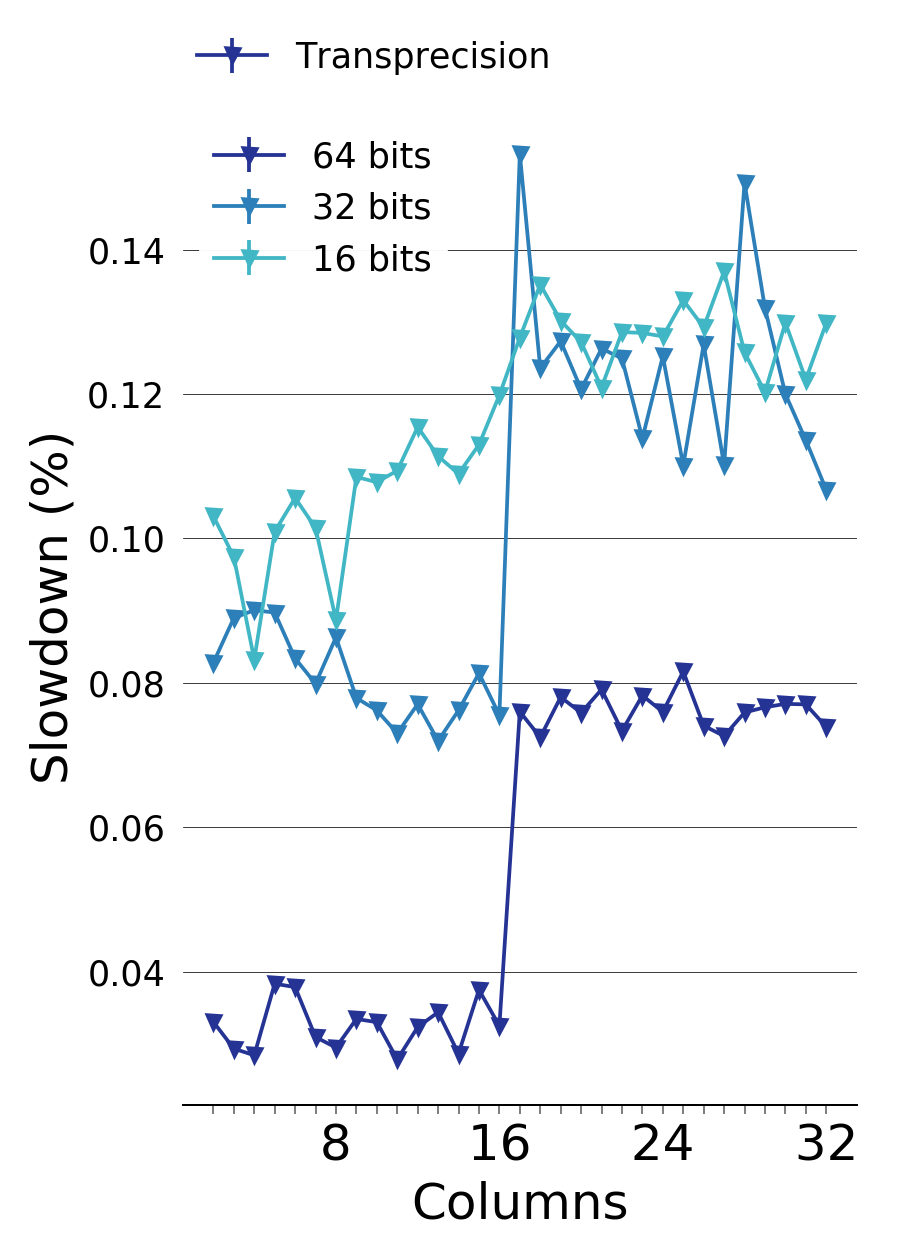 Transprecision
64 bits
32 bits
16 bits
0.14
0.12
0.10
0.08
0.06
0.04
Slowdown (%)
8 16 24 32
Columns